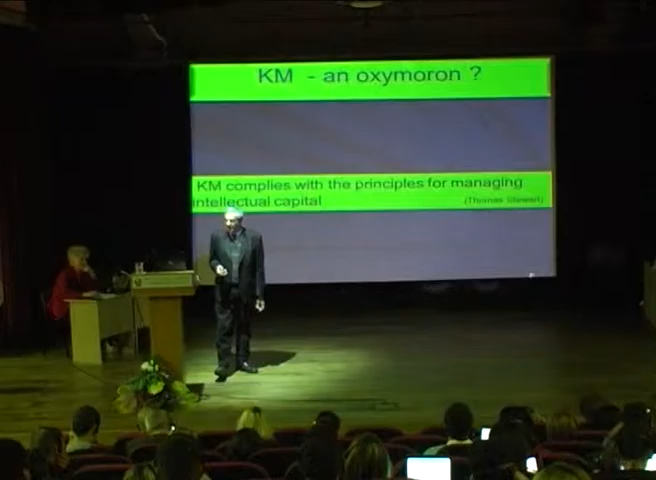 KM - an oxymoron ?
KM complies with the principles for managing
intellectual capital
(Thomas Stewart)